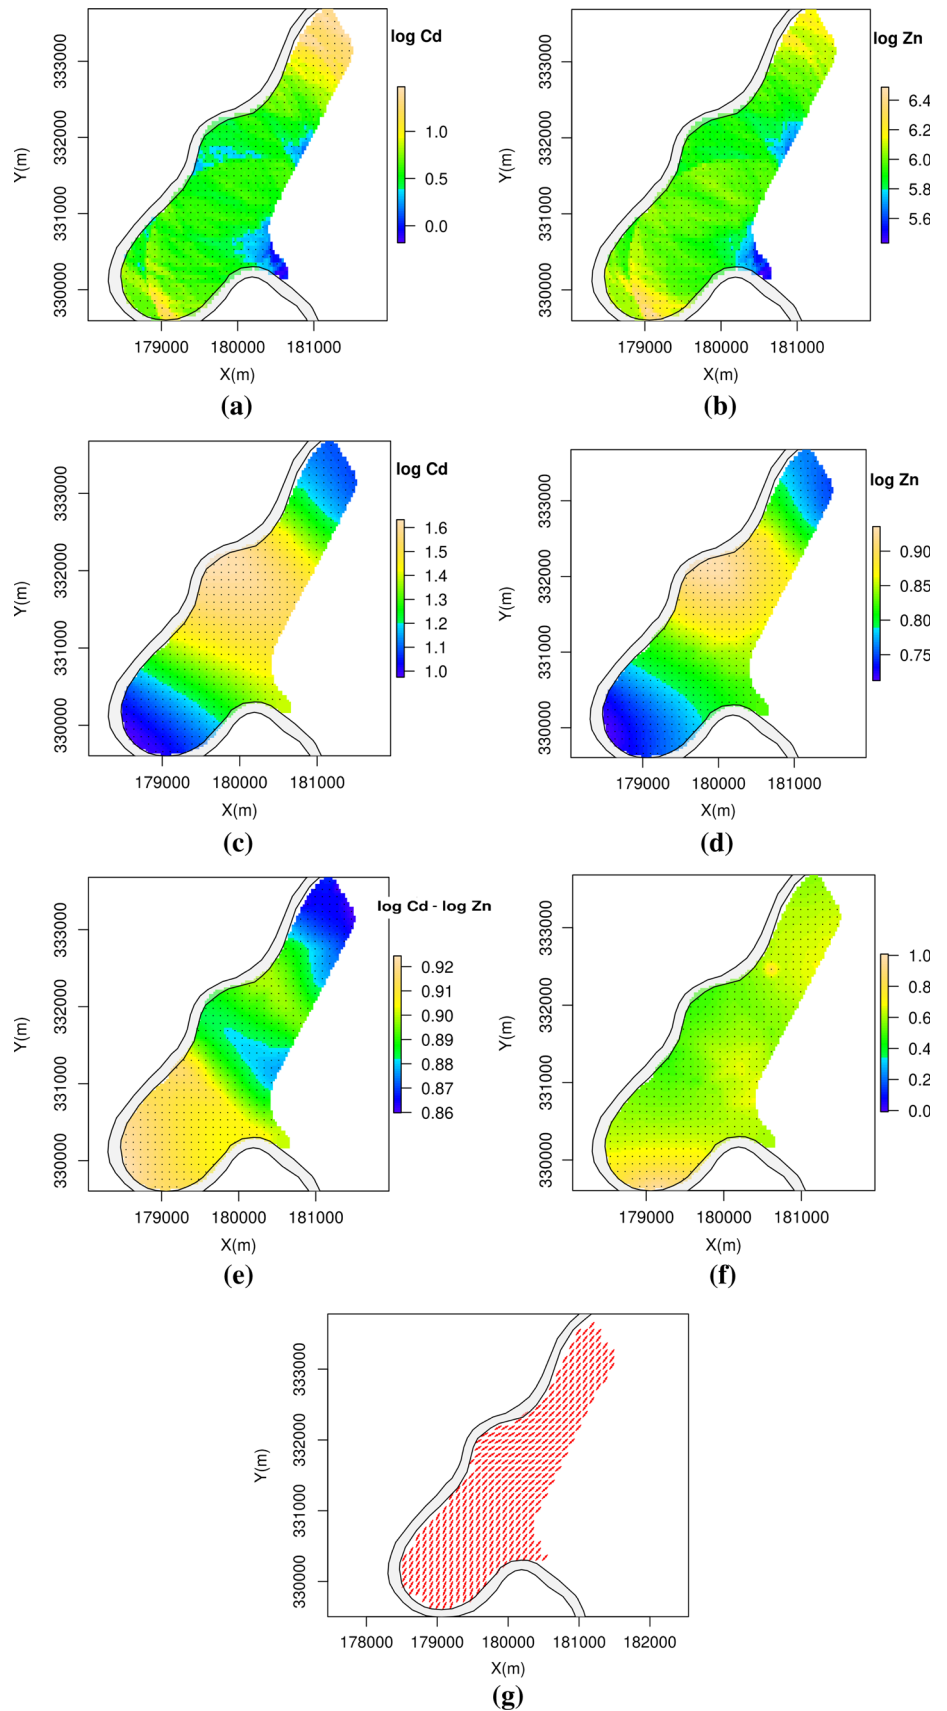 log Cd
333000
332000
331000
330000
Y(m)
1.0
0.5
0.0
179000 180000 181000
X(m)
(a)
log Zn
333000
332000
331000
330000
Y(m)
6.4
6.2
6.0
5.8
5.6
179000 180000 181000
X(m)
(b)
log Cd
333000
332000
331000
330000
Y(m)
1.6
1.5
1.4
1.3
1.2
1.1
1.0
179000 180000 181000
X(m)
(c)
log Zn
333000
332000
331000
330000
Y(m)
0.90
0.85
0.80
0.75
179000 180000 181000
X(m)
(d)
log Cd - log Zn
333000
332000
331000
330000
Y(m)
0.92
0.91
0.90
0.89
0.88
0.87
0.86
179000 180000 181000
X(m)
(e)
333000
332000
331000
330000
Y(m)
1.0
0.8
0.6
0.4
0.2
0.0
179000 180000 181000
X(m)
(f)
333000
332000
331000
330000
Y(m)
178000 179000 180000 181000 182000
X(m)
(g)